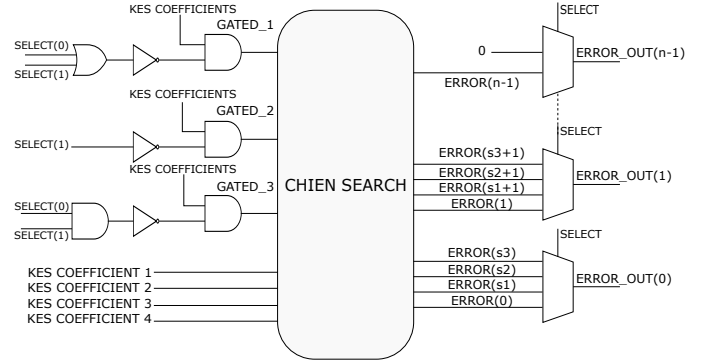 KES COEFFICIENTS
GATED_1
SELECT(0)
SELECT(1)
KES COEFFICIENTS
GATED_2
SELECT(1)
KES COEFFICIENTS
GATED_3
SELECT(0)
SELECT(1)
KES COEFFICIENT 1
KES COEFFICIENT 2
KES COEFFICIENT 3
KES COEFFICIENT 4
CHIEN SEARCH
SELECT
0
ERROR(n-1)
ERROR_OUT(n-1)
SELECT
ERROR(s3+1)
ERROR(s2+1)
ERROR(s1+1)
ERROR(1)
ERROR_OUT(1)
SELECT
ERROR(s3)
ERROR(s2)
ERROR(s1)
ERROR(0)
ERROR_OUT(0)